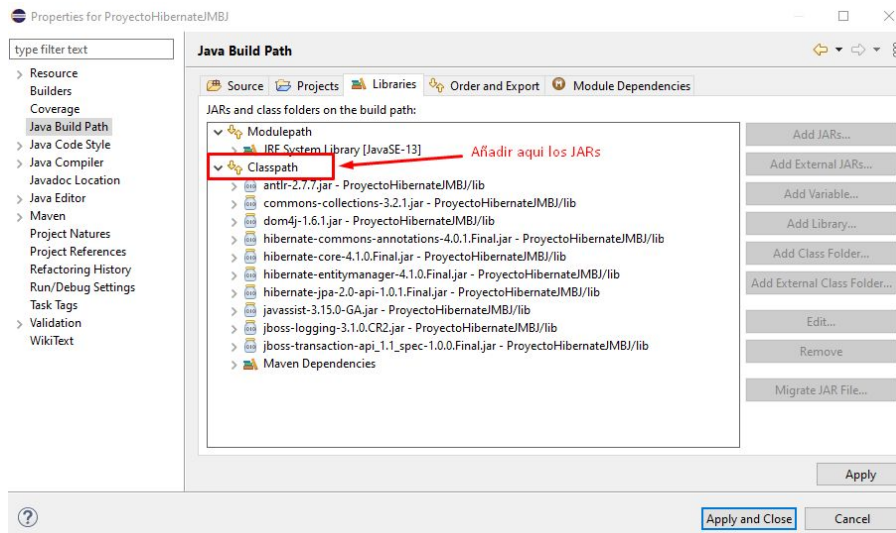 Properties for ProyectoHibernateJMBJ
type filter text
Resource
Builders
Coverage
Java Build Path
Java Code Style
Java Compiler
Javadoc Location
Java Editor
Maven
Project Natures
Project References
Refactoring History
Run/Debug Settings
Task Tags
Validation
WikiText
Java Build Path
Source Projects Libraries Order and Export Module Dependencies
JARs and class folders on the build path:
Modulepath
JRE System Library [JavaSE-13]
Añadir aqui los JARs
Classpath
antlr-2.7.7.jar - ProyectoHibernateJMBJ/lib
commons-collections-3.2.1.jar - ProyectoHibernateJMBJ/lib
dom4j-1.6.1.jar - ProyectoHibernateJMBJ/lib
hibernate-commons-annotations-4.0.1.Final.jar - ProyectoHibernateJMBJ/lib
hibernate-core-4.1.0.Final.jar - ProyectoHibernateJMBJ/lib
hibernate-entitymanager-4.1.0.Final.jar - ProyectoHibernateJMBJ/lib
hibernate-jpa-2.0-api-1.0.1.Final.jar - ProyectoHibernateJMBJ/lib
javassist-3.15.0-GA.jar - ProyectoHibernateJMBJ/lib
jboss-logging-3.1.0.CR2.jar - ProyectoHibernateJMBJ/lib
jboss-transaction-api_1.1_spec-1.0.0.Final.jar - ProyectoHibernateJMBJ/lib
Maven Dependencies
Add JARs...
Add External JARs...
Add Variable...
Add Library...
Add Class Folder...
Add External Class Folder...
Edit...
Remove
Migrate JAR File...
Apply
Apply and Close
Cancel